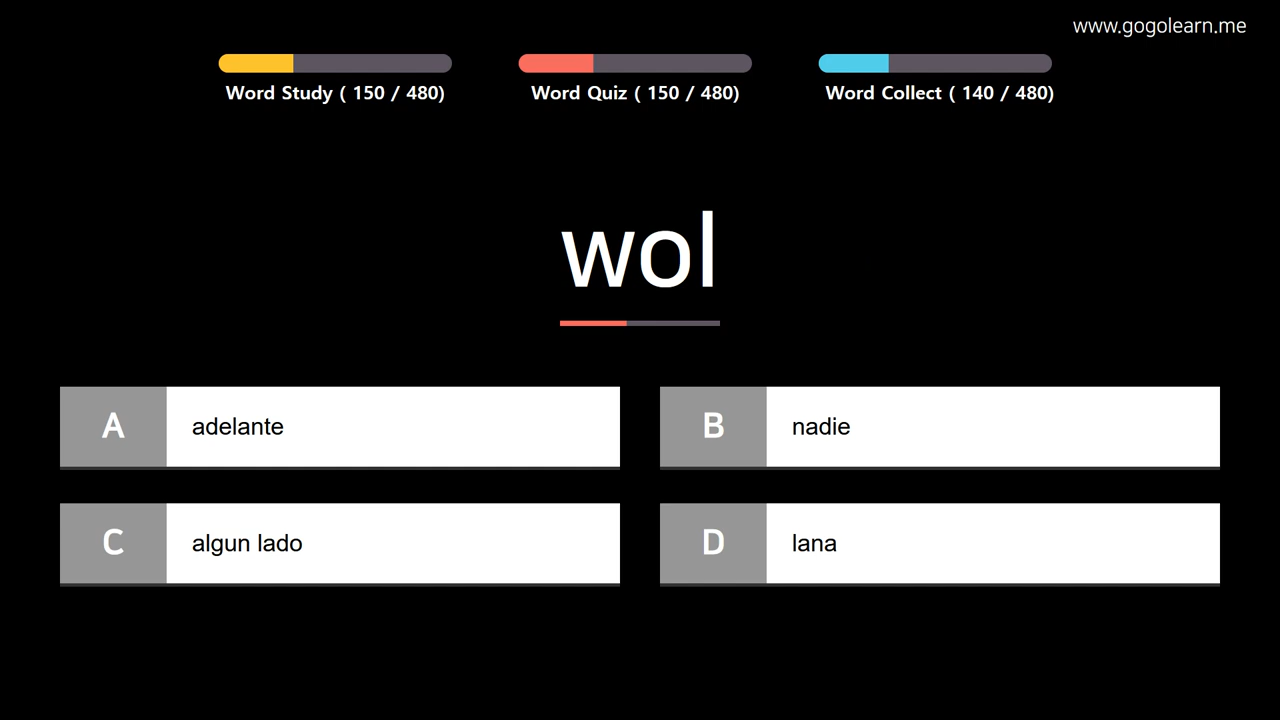 www.gogolearn.me
Word Study ( 150 / 480)
Word Quiz ( 150 / 480)
Word Collect ( 140 / 480)
wol
A adelante
B nadie
C algun lado
D lana